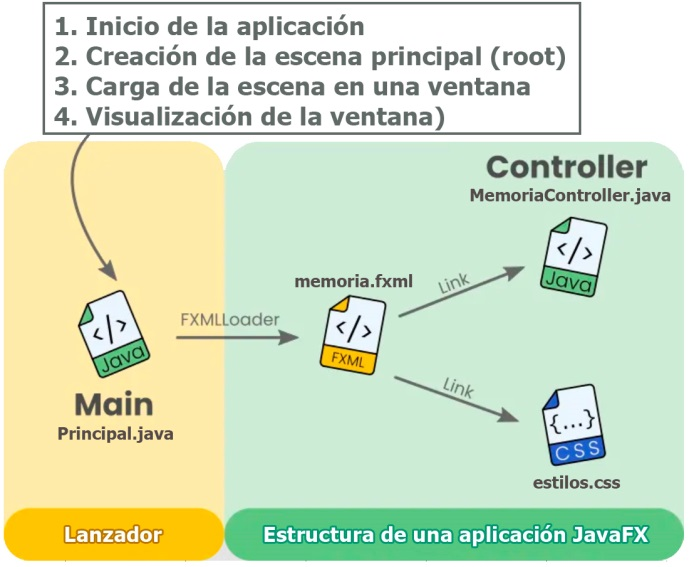 1. Inicio de la aplicación
2. Creación de la escena principal (root)
3. Carga de la escena en una ventana
4. Visualización de la ventana)
Controller
MemoriaController.java
</>
Java
memoria.fxml
Link
</>
FXML
FXMLLoader
</>
Java
Main
Principal.java
Link
{...}
CSS
estilos.css
Lanzador
Estructura de una aplicación JavaFX